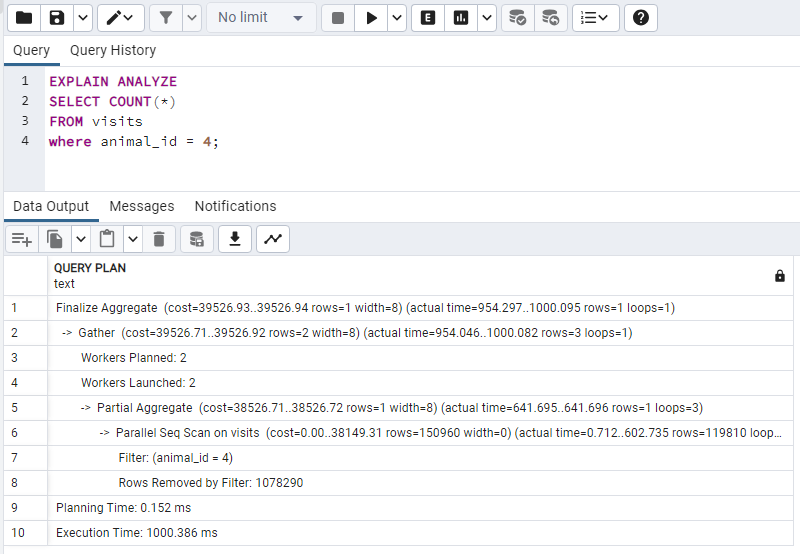 No limit
E
Query Query History
1 EXPLAIN ANALYZE
2 SELECT COUNT(*)
3 FROM visits
4 where animal_id = 4;
Data Output Messages Notifications
QUERY PLAN
text
1 Finalize Aggregate (cost=39526.93..39526.94 rows=1 width=8) (actual time=954.297..1000.095 rows=1 loops=1)
2 -> Gather (cost=39526.71..39526.92 rows=2 width=8) (actual time=954.046..1000.082 rows=3 loops=1)
3 Workers Planned: 2
4 Workers Launched: 2
5 -> Partial Aggregate (cost=38526.71..38526.72 rows=1 width=8) (actual time=641.695..641.696 rows=1 loops=3)
6 -> Parallel Seq Scan on visits (cost=0.00..38149.31 rows=150960 width=0) (actual time=0.712..602.735 rows=119810 loop...
7 Filter: (animal_id = 4)
8 Rows Removed by Filter: 1078290
9 Planning Time: 0.152 ms
10 Execution Time: 1000.386 ms